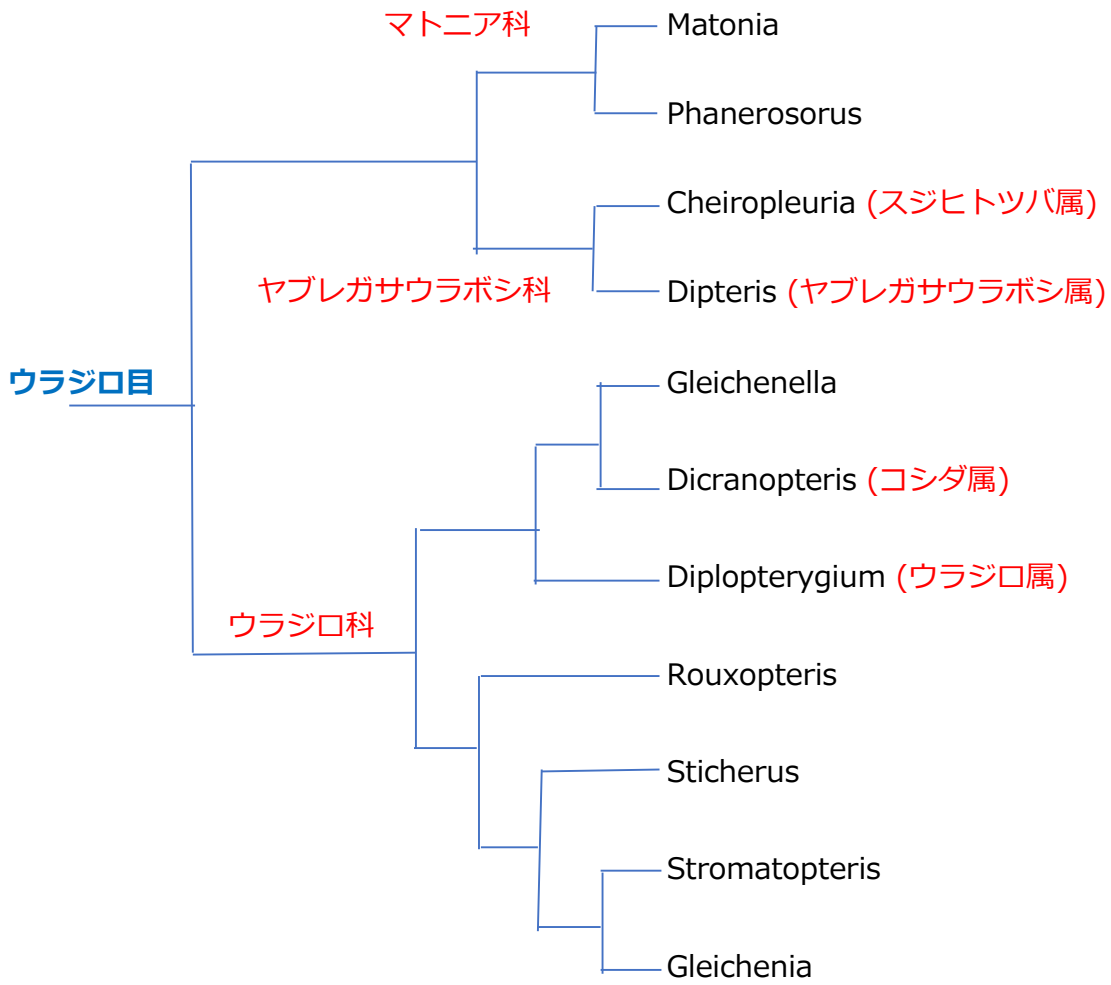 マトニア科
Matonia
Phanerosorus
Cheiropleuria (スジヒトツバ属)
ヤブレガサウラボシ科
Dipteris (ヤブレガサウラボシ属)
ウラジロ目
Gleichenella
Dicranopteris (コシダ属)
Diplopterygium (ウラジロ属)
ウラジロ科
Rouxopteris
Sticherus
Stromatopteris
Gleichenia